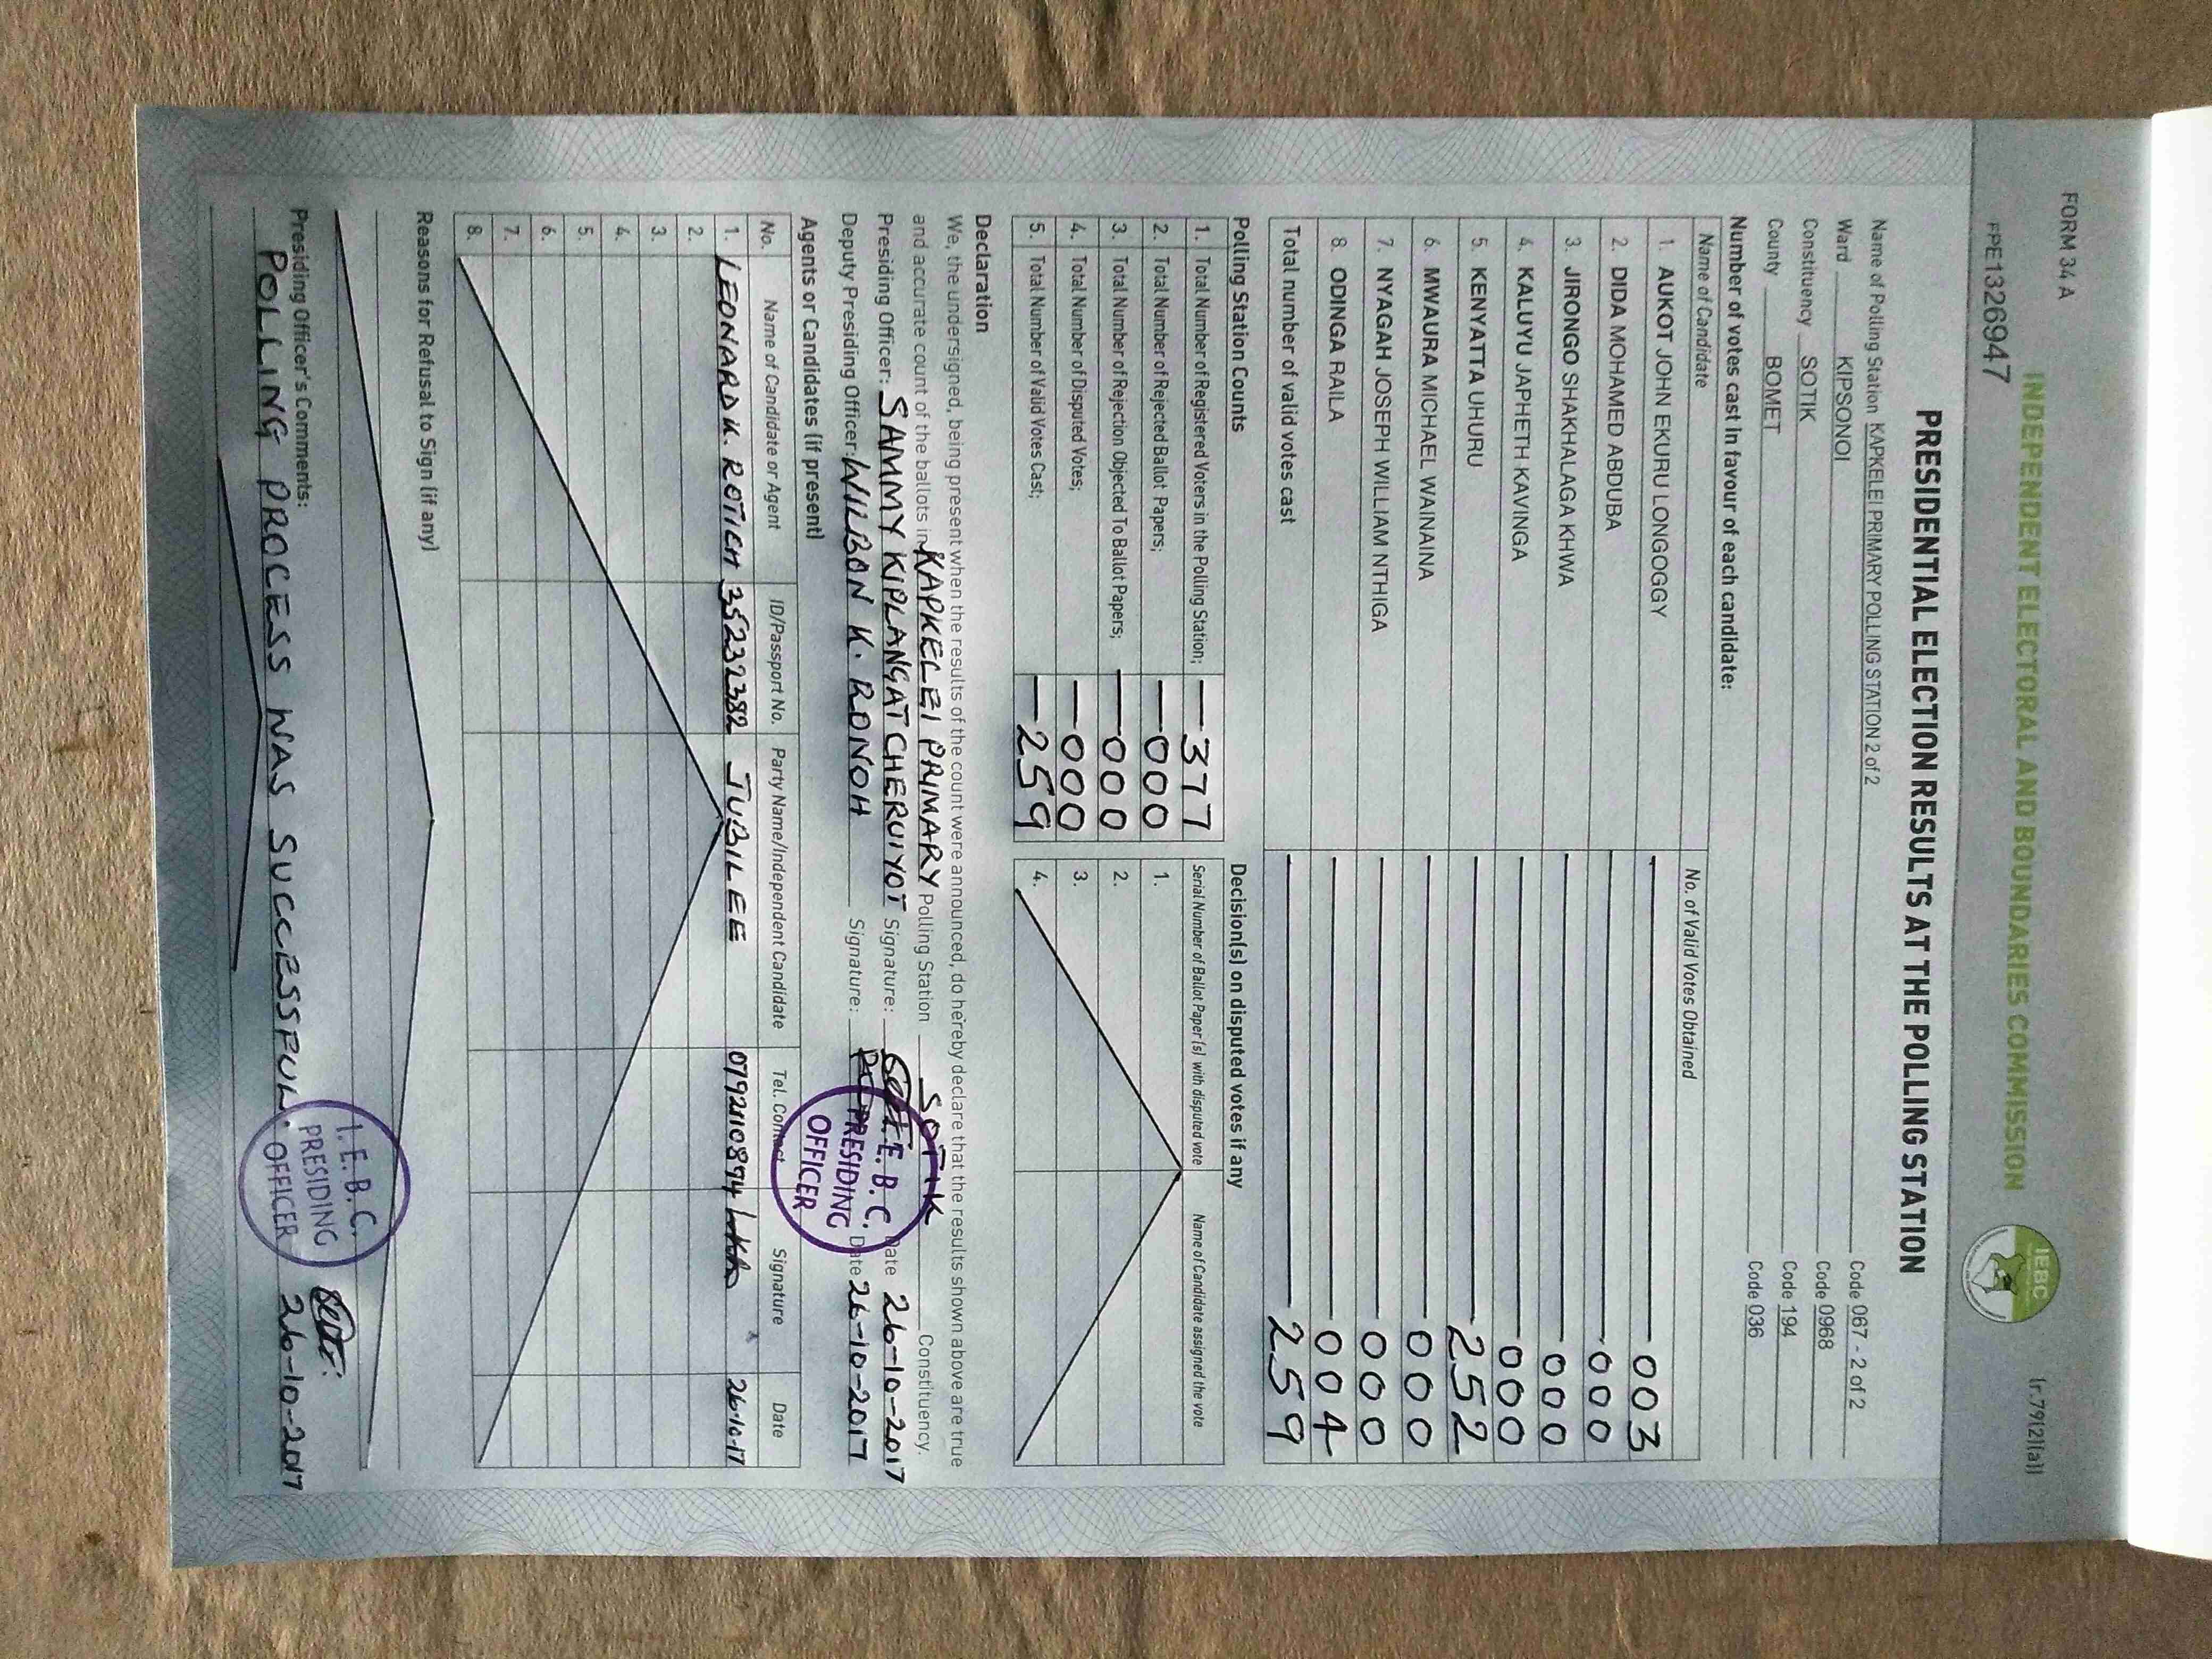 FORM 34 A
(r.79(2)(a))
INDEPENDENT ELECTORAL AND BOUNDARIES COMMISSION
IEBC
PPE1326947
PRESIDENTIAL ELECTION RESULTS AT THE POLLING STATION
Name of Polling Station KAPKELEI PRIMARY POLLING STATION 2 of 2 Code 067 - 2 of 2
Ward KIPSONOI Code 0968
Constituency SOTIK Code 194
County BOMET Code 036
Number of votes cast in favour of each candidate:
Name of Candidate No. of Valid Votes Obtained
1. AUKOT JOHN EKURU LONGOGGY 003
2. DIDA MOHAMED ABDUBA 000
3. JIRONGO SHAKHALAGA KHWA 000
4. KALUYU JAPHETH KAVINGA 000
5. KENYATTA UHURU 252
6. MWAURA MICHAEL WAINAINA 000
7. NYAGAH JOSEPH WILLIAM NTHIGA 000
8. ODINGA RAILA 004
Total number of valid votes cast 259
Polling Station Counts
1. Total Number of Registered Voters in the Polling Station; 377
2. Total Number of Rejected Ballot Papers; 000
3. Total Number of Rejection Objected To Ballot Papers; 000
4. Total Number of Disputed Votes; 000
5. Total Number of Valid Votes Cast; 259
Decision(s) on disputed votes if any
Serial Number of Ballot Paper (s) with disputed vote Name of Candidate assigned the vote
1.
2.
3.
4.
Declaration
We, the undersigned, being present when the results of the count were announced, do hereby declare that the results shown above are true
and accurate count of the ballots in KAPKELEI PRIMARY Polling Station SOTIK Constituency.
Presiding Officer: SAMMY KIPLANGAT CHERUIYOT Signature: Date 26-10-2017
Deputy Presiding Officer: WILSON K. RONOH Signature: Date 26-10-2017
I.E.B.C.
PRESIDING
OFFICER
Agents or Candidates (if present)
No. Name of Candidate or Agent ID/Passport No. Party Name/Independent Candidate Tel. Contact Signature Date
1. LEONARD K. ROTICH 35232382 JUBILEE 0792110894 26-10-17
2.
3.
4.
5.
6.
7.
8.
Reasons for Refusal to Sign (if any)
Presiding Officer's Comments:
POLLING PROCESS WAS SUCCESSFUL. 26-10-2017
I.E.B.C.
PRESIDING
OFFICER